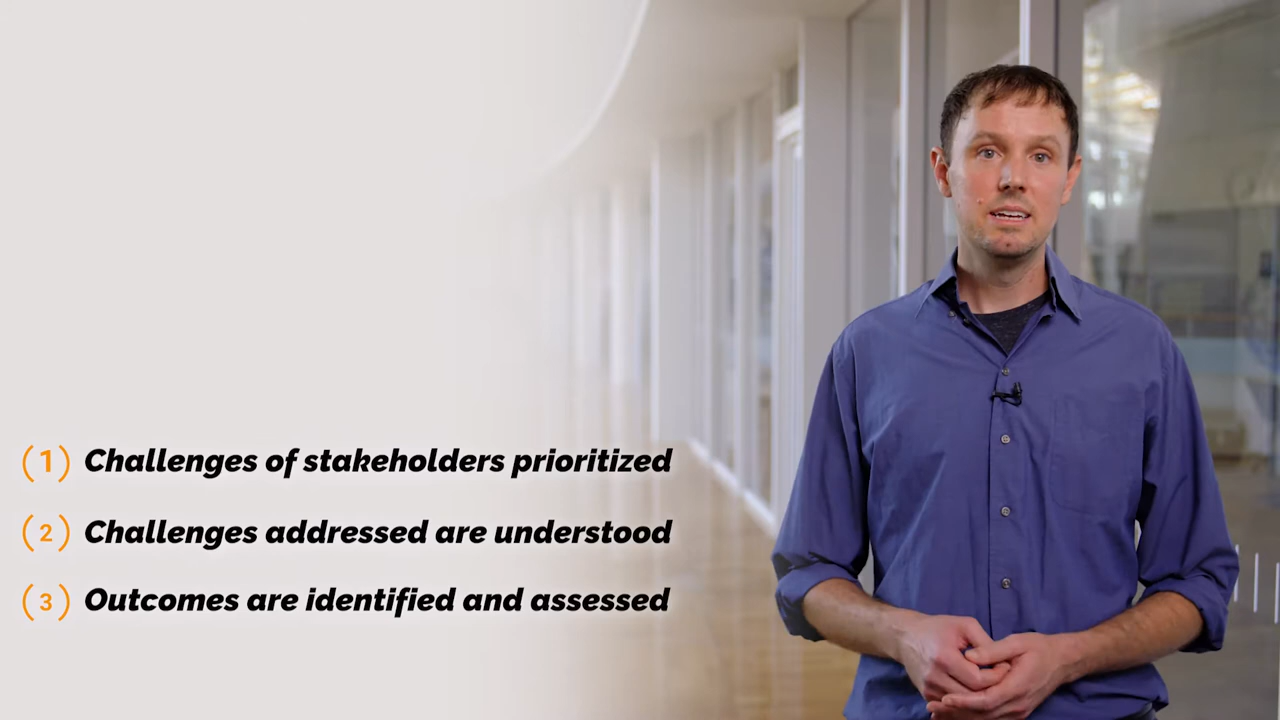 (1) Challenges of stakeholders prioritized
(2) Challenges addressed are understood
(3) Outcomes are identified and assessed